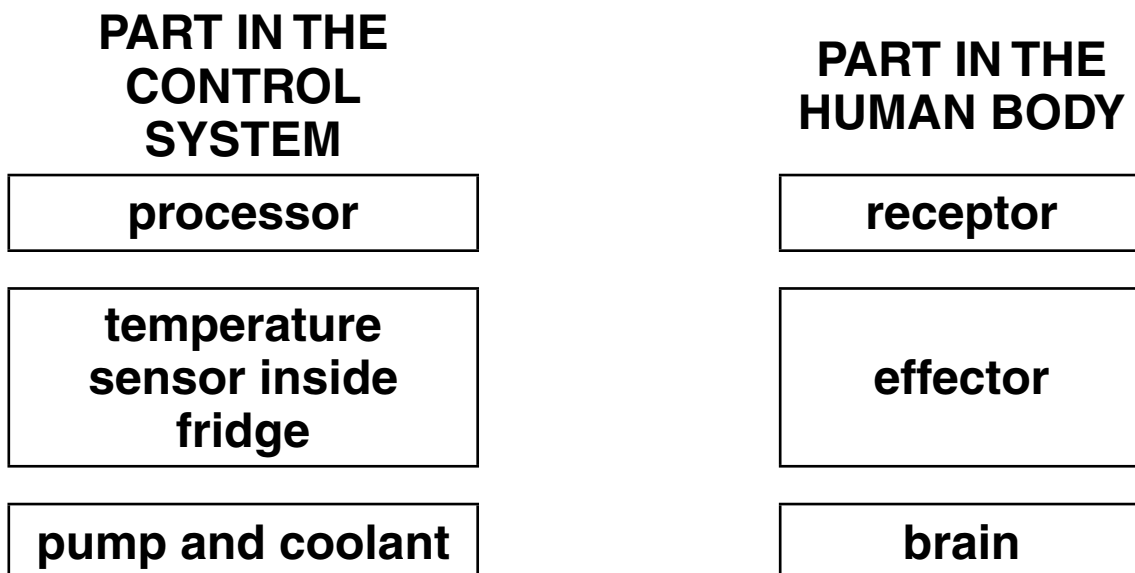 PART IN THE
CONTROL
SYSTEM
PART IN THE
HUMAN BODY
processor
receptor
temperature
sensor inside
fridge
effector
pump and coolant
brain